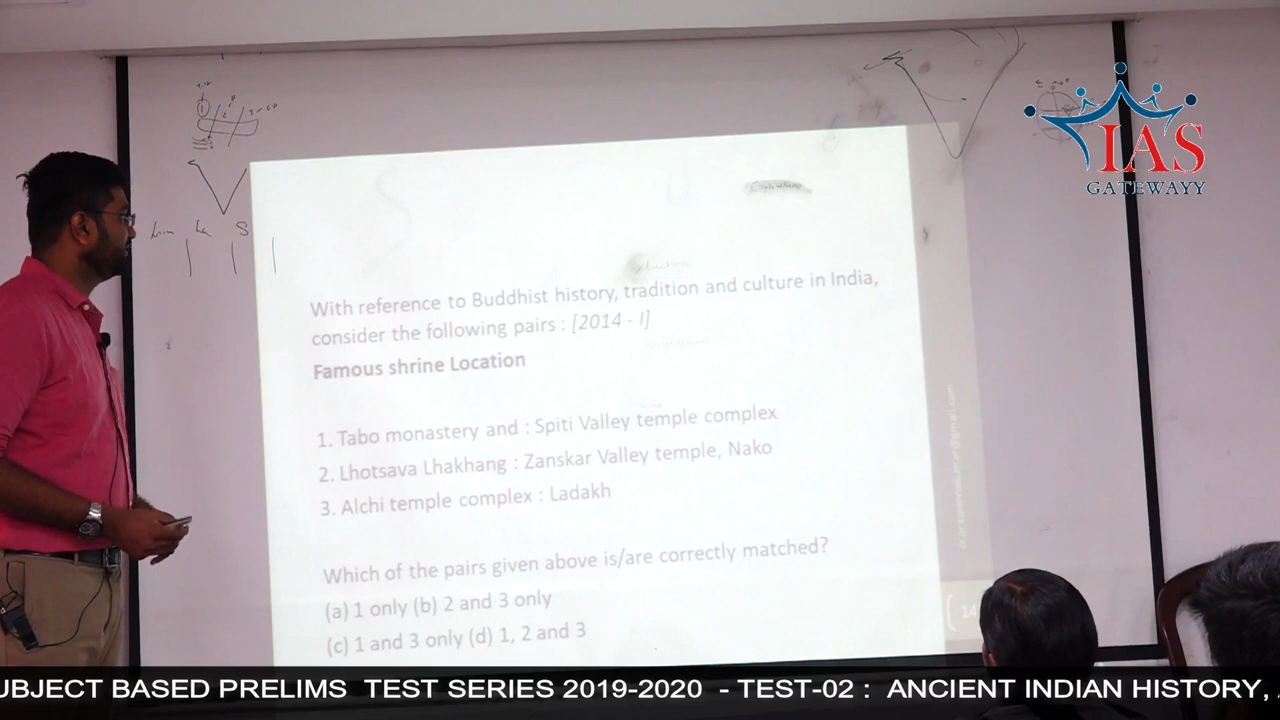 IAS
GATEWAYY
With reference to Buddhist history, tradition and culture in India,
consider the following pairs : [2014 - I]
Famous shrine Location
1. Tabo monastery and : Spiti Valley temple complex
2. Lhotsava Lhakhang : Zanskar Valley temple, Nako
3. Alchi temple complex : Ladakh
Which of the pairs given above is/are correctly matched?
(a) 1 only (b) 2 and 3 only
(c) 1 and 3 only (d) 1, 2 and 3
14
UBJECT BASED PRELIMS TEST SERIES 2019-2020 - TEST-02 : ANCIENT INDIAN HISTORY,